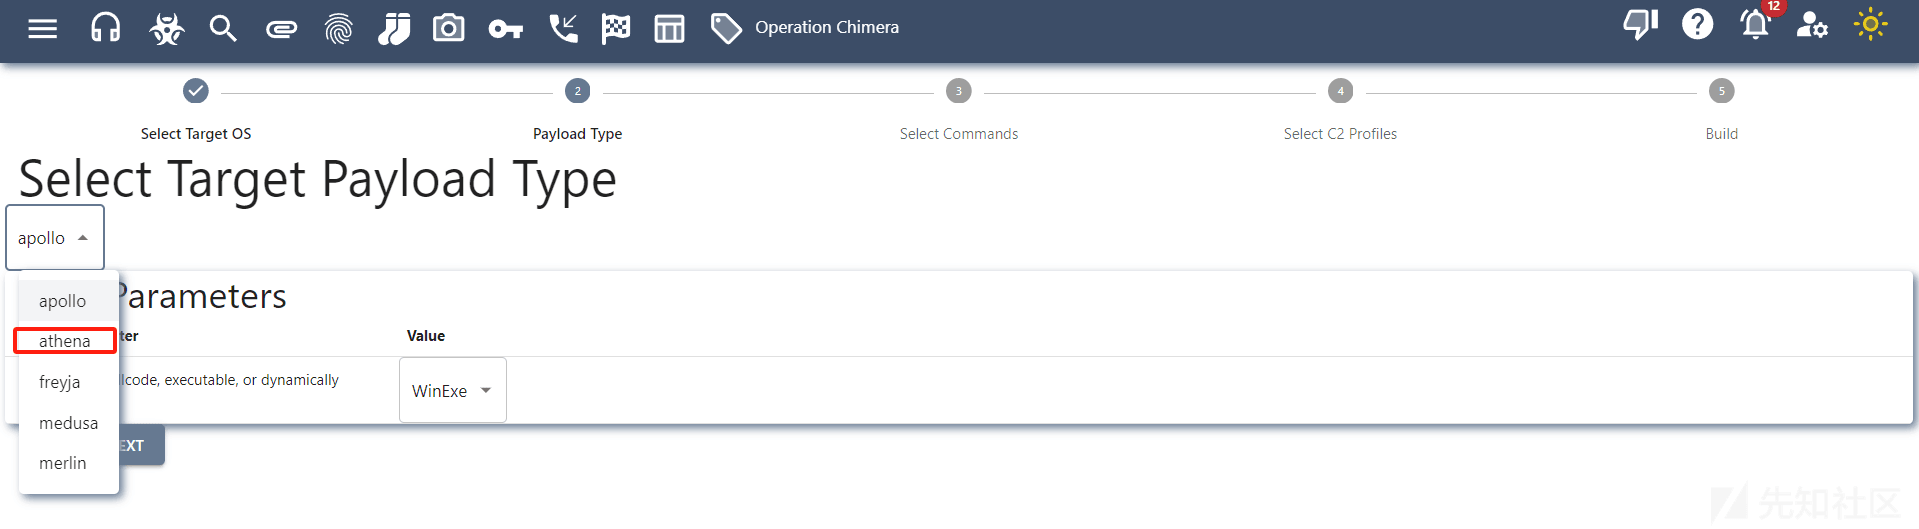 Operation Chimera
12
2
3
4
5
Select Target OS
Payload Type
Select Commands
Select C2 Profiles
Build
Select Target Payload Type
apollo
apollo
athena
freyja
medusa
merlin
Parameters
ter
Value
llcode, executable, or dynamically
WinExe
EXT
先知社区